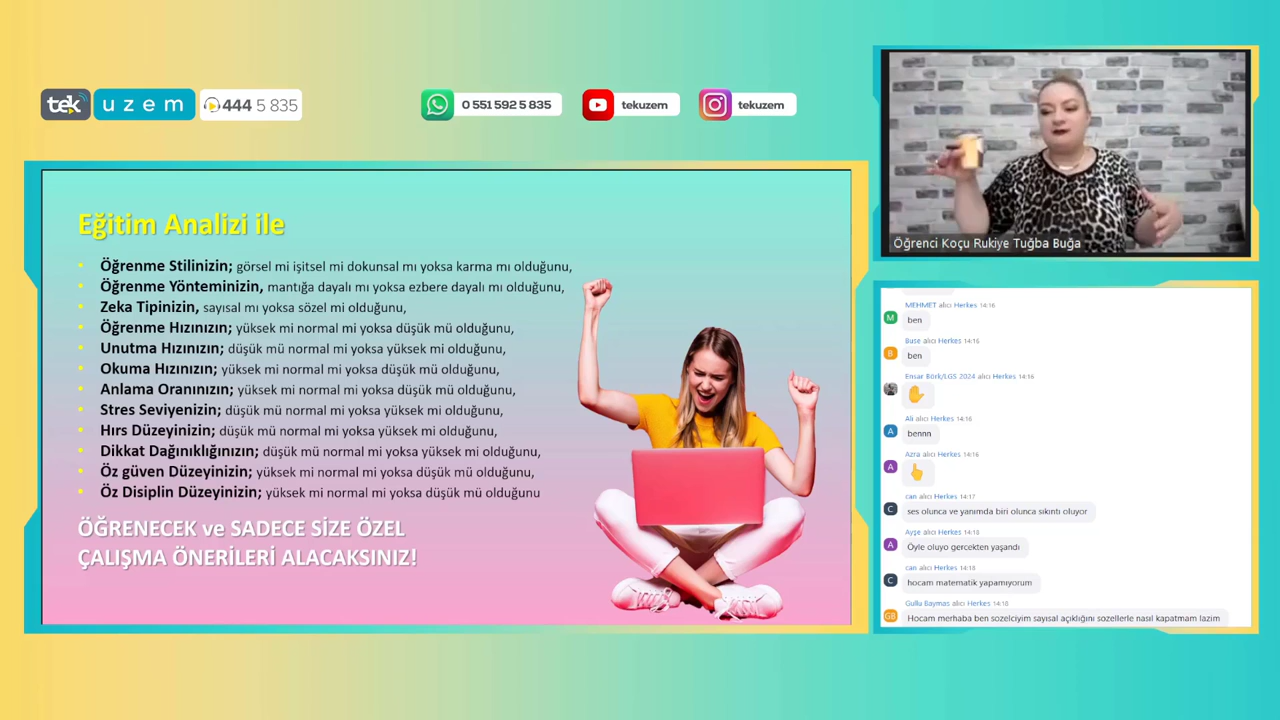 tek uzem 444 5 835
0 551 592 5 835
tekuzem
tekuzem
Eğitim Analizi ile
• Öğrenme Stilinizin; görsel mi işitsel mi dokunsal mı yoksa karma mı olduğunu,
• Öğrenme Yönteminizin, mantığa dayalı mı yoksa ezbere dayalı mı olduğunu,
• Zeka Tipinizin, sayısal mı yoksa sözel mi olduğunu,
• Öğrenme Hızınızın; yüksek mi normal mi yoksa düşük mü olduğunu,
• Unutma Hızınızın; düşük mü normal mi yoksa yüksek mi olduğunu,
• Okuma Hızınızın; yüksek mi normal mi yoksa düşük mü olduğunu,
• Anlama Oranınızın; yüksek mi normal mi yoksa düşük mü olduğunu,
• Stres Seviyenizin; düşük mü normal mi yoksa yüksek mi olduğunu,
• Hırs Düzeyinizin; düşük mü normal mi yoksa yüksek mi olduğunu,
• Dikkat Dağınıklığınızın; düşük mü normal mi yoksa yüksek mi olduğunu,
• Öz güven Düzeyinizin; yüksek mi normal mi yoksa düşük mü olduğunu,
• Öz Disiplin Düzeyinizin; yüksek mi normal mi yoksa düşük mü olduğunu
ÖĞRENECEK ve SADECE SİZE ÖZEL
ÇALIŞMA ÖNERİLERİ ALACAKSINIZ!
Öğrenci Koçu Rukiye Tuğba Buğa
MEHMET alıcı Herkes 14:16
M
ben
Buse alıcı Herkes 14:16
B
ben
Ensar Börk/LGS 2024 alıcı Herkes 14:16
Ali alıcı Herkes 14:16
A
bennn
Azra alıcı Herkes 14:16
A
can alıcı Herkes 14:17
C
ses olunca ve yanımda biri olunca sıkıntı oluyor
Ayşe alıcı Herkes 14:18
A
Öyle oluyo gercekten yaşandı
can alıcı Herkes 14:18
C
hocam matematik yapamıyorum
Gullu Baymas alıcı Herkes 14:18
GB
Hocam merhaba ben sozelciyim sayısal açıklığını sozellerle nasıl kapatmam lazim